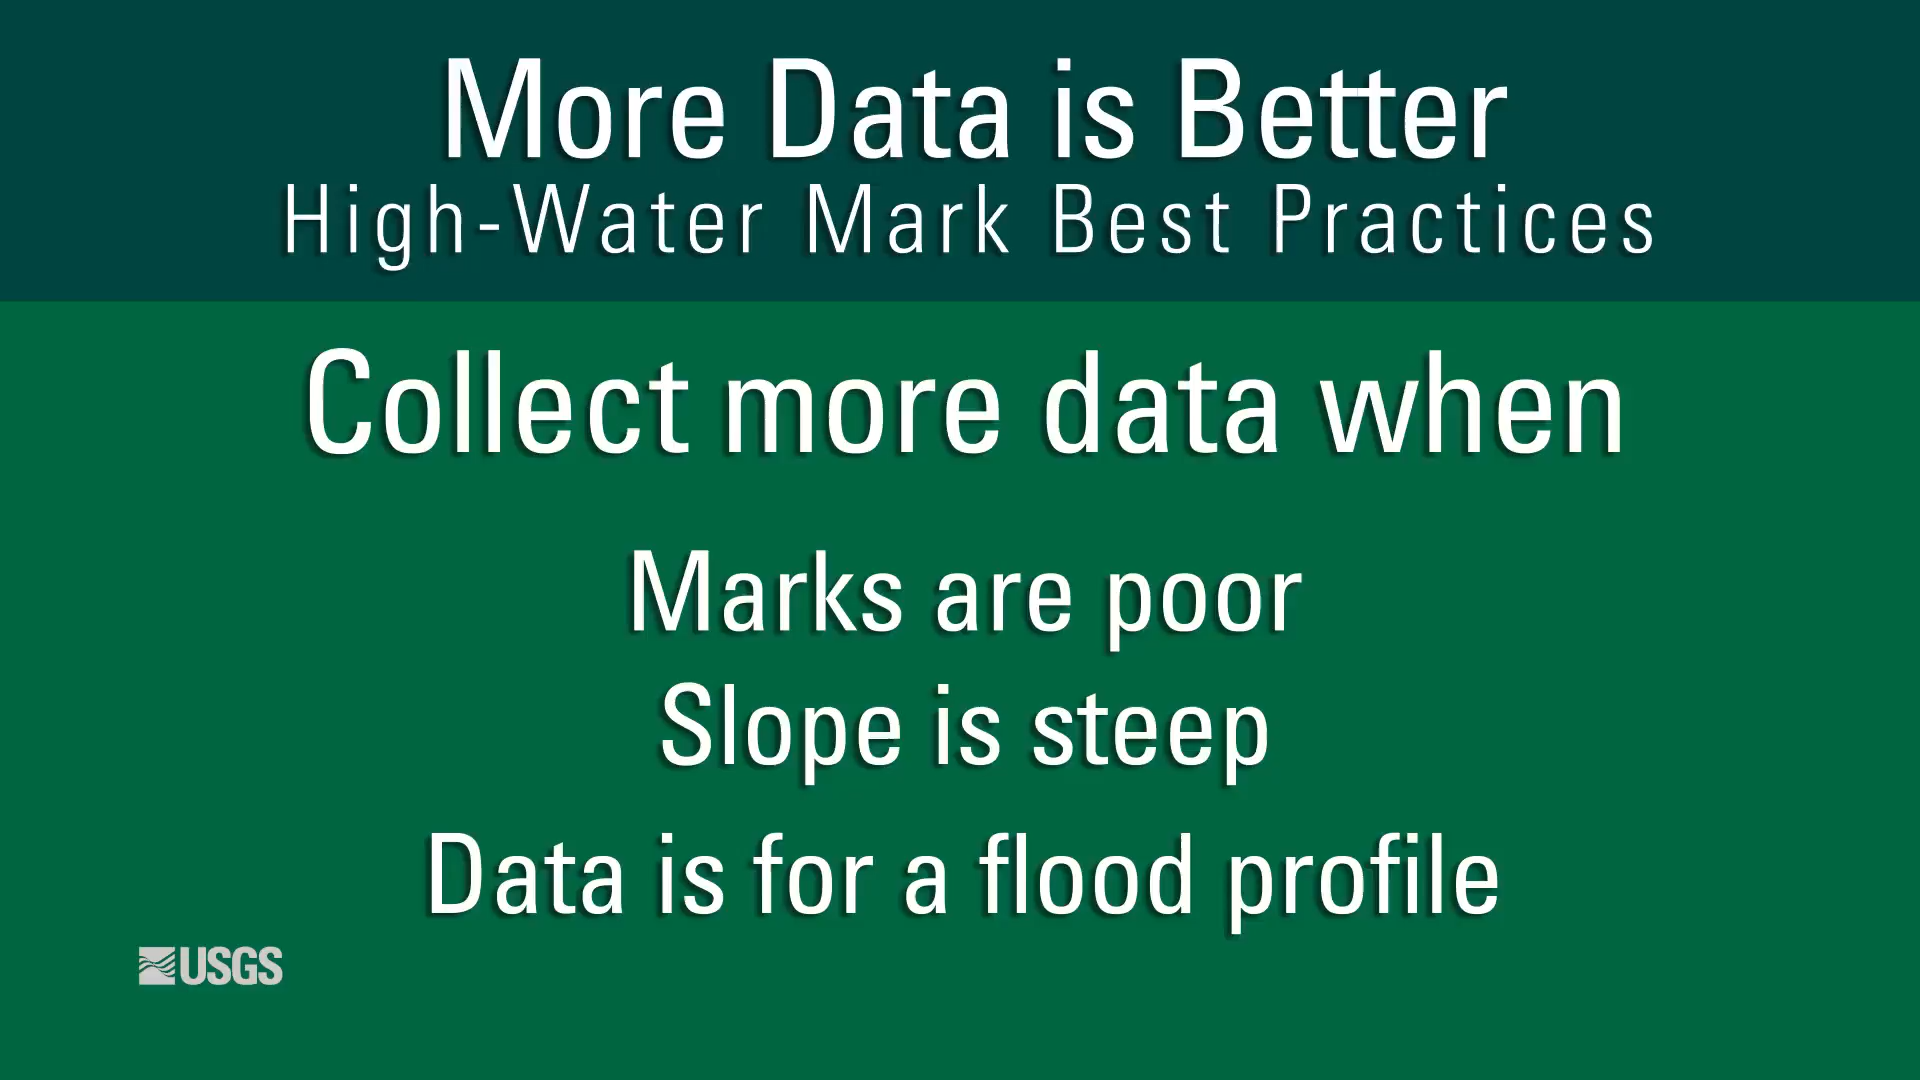 More Data is Better
High-Water Mark Best Practices
Collect more data when
Marks are poor
Slope is steep
Data is for a flood profile
USGS